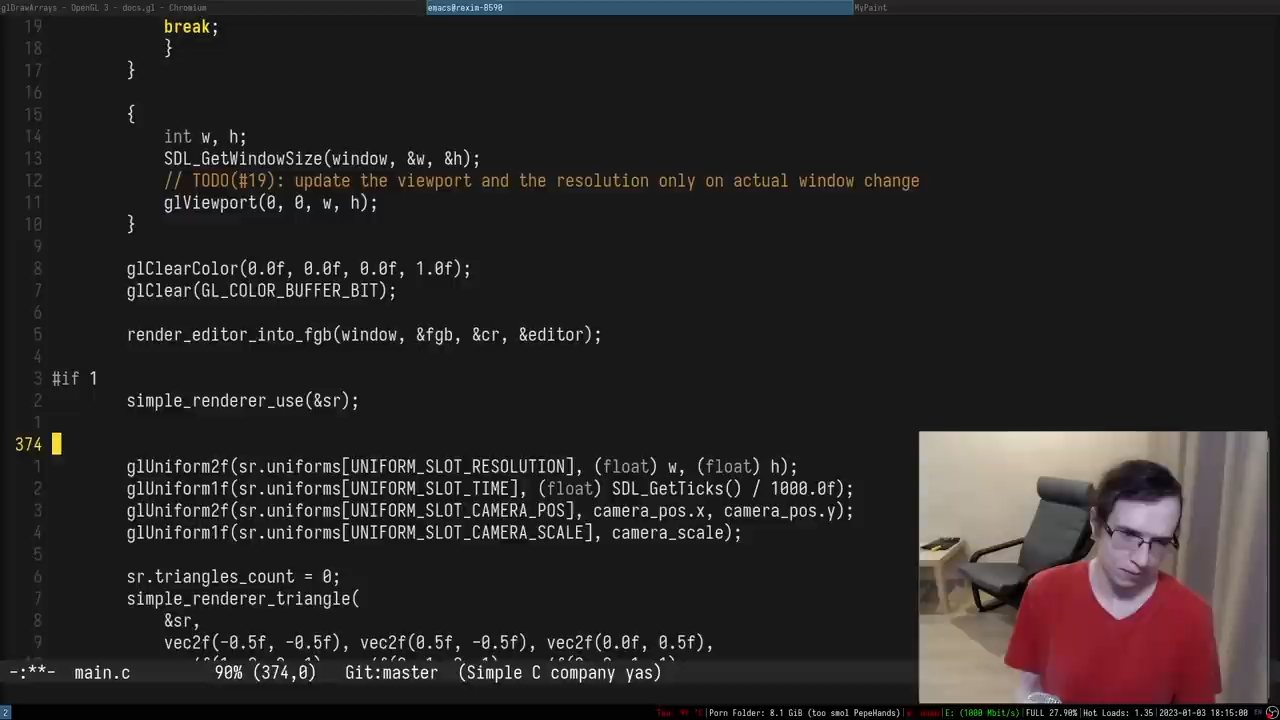 glDrawArrays - OpenGL 3 - docs.gl - Chromium
emacs@rexim-B590
MyPaint
19 break;
18 }
17 }
16
15 {
14 int w, h;
13 SDL_GetWindowSize(window, &w, &h);
12 // TODO(#19): update the viewport and the resolution only on actual window change
11 glViewport(0, 0, w, h);
10 }
9
8 glClearColor(0.0f, 0.0f, 0.0f, 1.0f);
7 glClear(GL_COLOR_BUFFER_BIT);
6
5 render_editor_into_fgb(window, &fgb, &cr, &editor);
4
3 #if 1
2 simple_renderer_use(&sr);
1
374
1 glUniform2f(sr.uniforms[UNIFORM_SLOT_RESOLUTION], (float) w, (float) h);
2 glUniform1f(sr.uniforms[UNIFORM_SLOT_TIME], (float) SDL_GetTicks() / 1000.0f);
3 glUniform2f(sr.uniforms[UNIFORM_SLOT_CAMERA_POS], camera_pos.x, camera_pos.y);
4 glUniform1f(sr.uniforms[UNIFORM_SLOT_CAMERA_SCALE], camera_scale);
5
6 sr.triangles_count = 0;
7 simple_renderer_triangle(
8 &sr,
9 vec2f(-0.5f, -0.5f), vec2f(0.5f, -0.5f), vec2f(0.0f, 0.5f),
-:**- main.c 90% (374,0) Git:master (Simple C company yas)
2
Porn Folder: 8.1 GiB (too smol PepeHands)
E: (1000 Mbit/s)
FULL 27.90%
Hot Loads: 1.35
2023-01-03 18:15:00